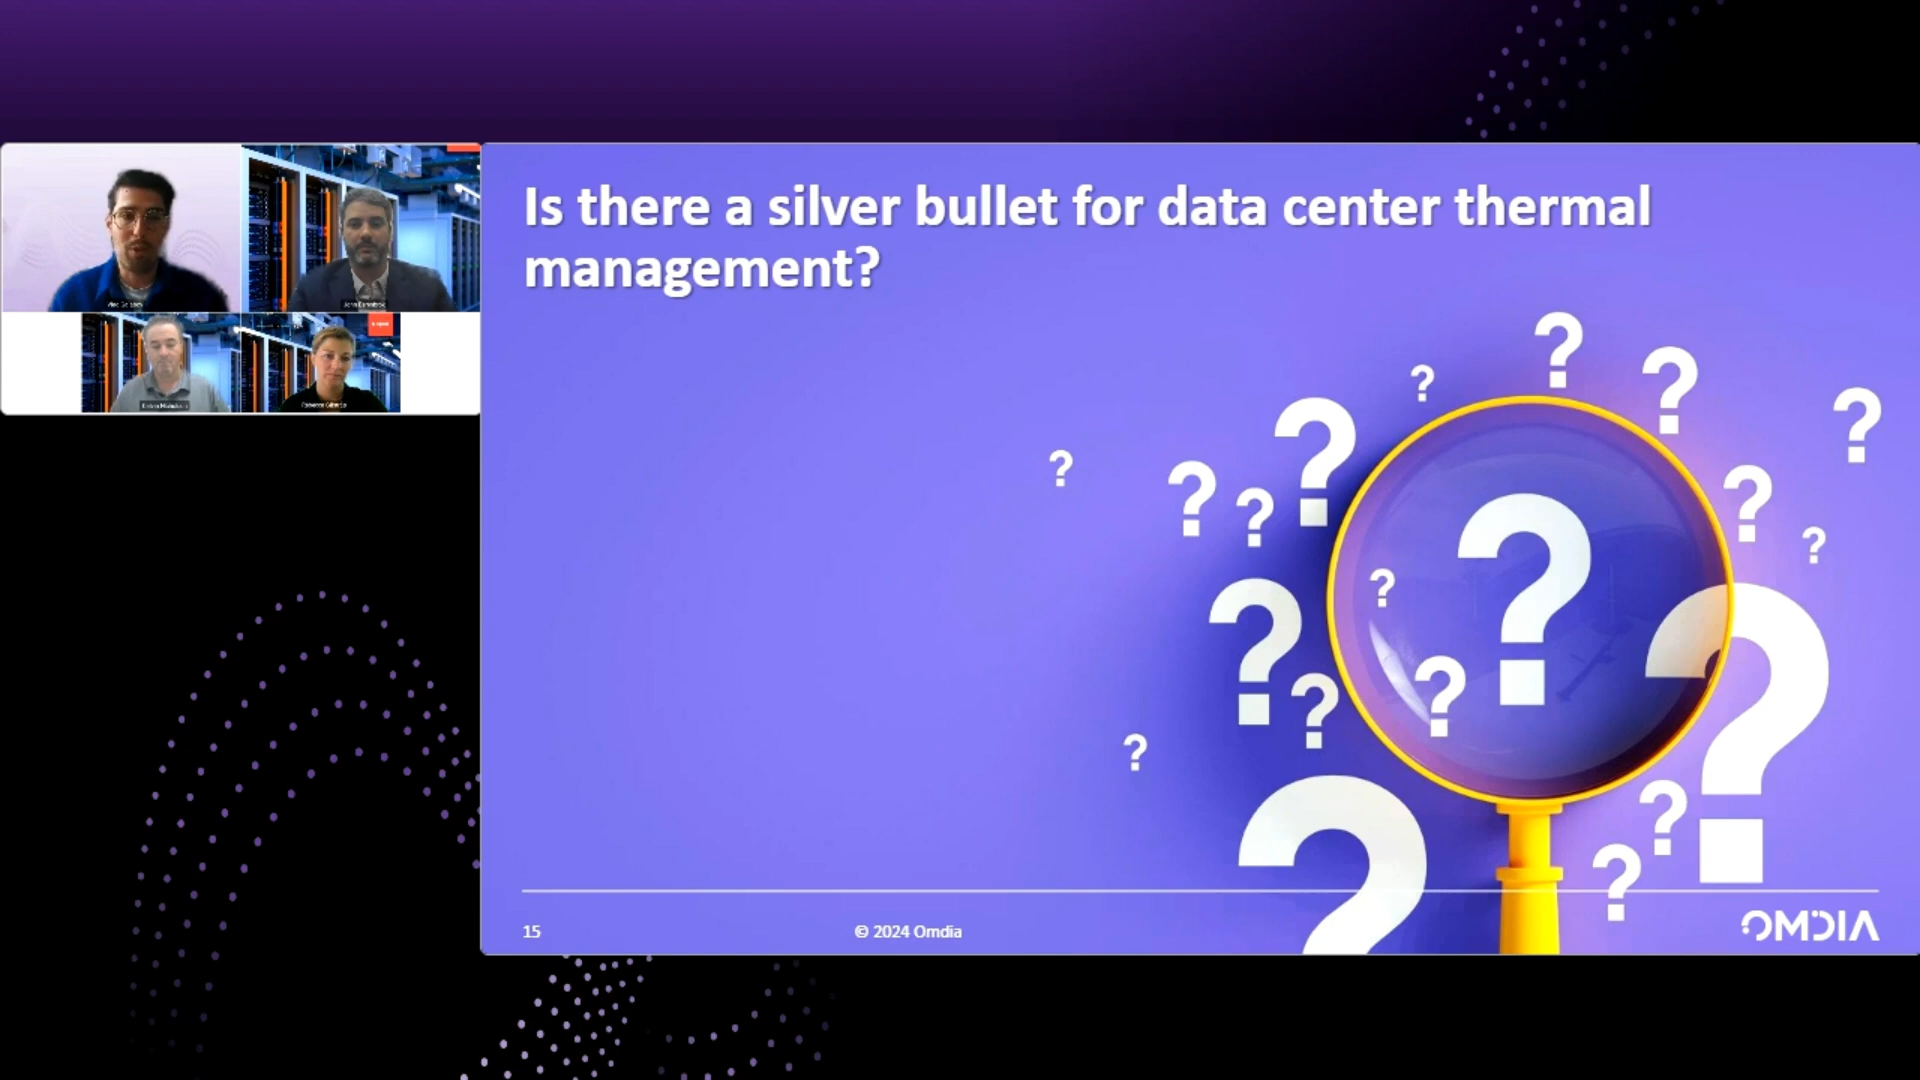 Is there a silver bullet for data center thermal
management?
15
© 2024 Omdia
OMDIA